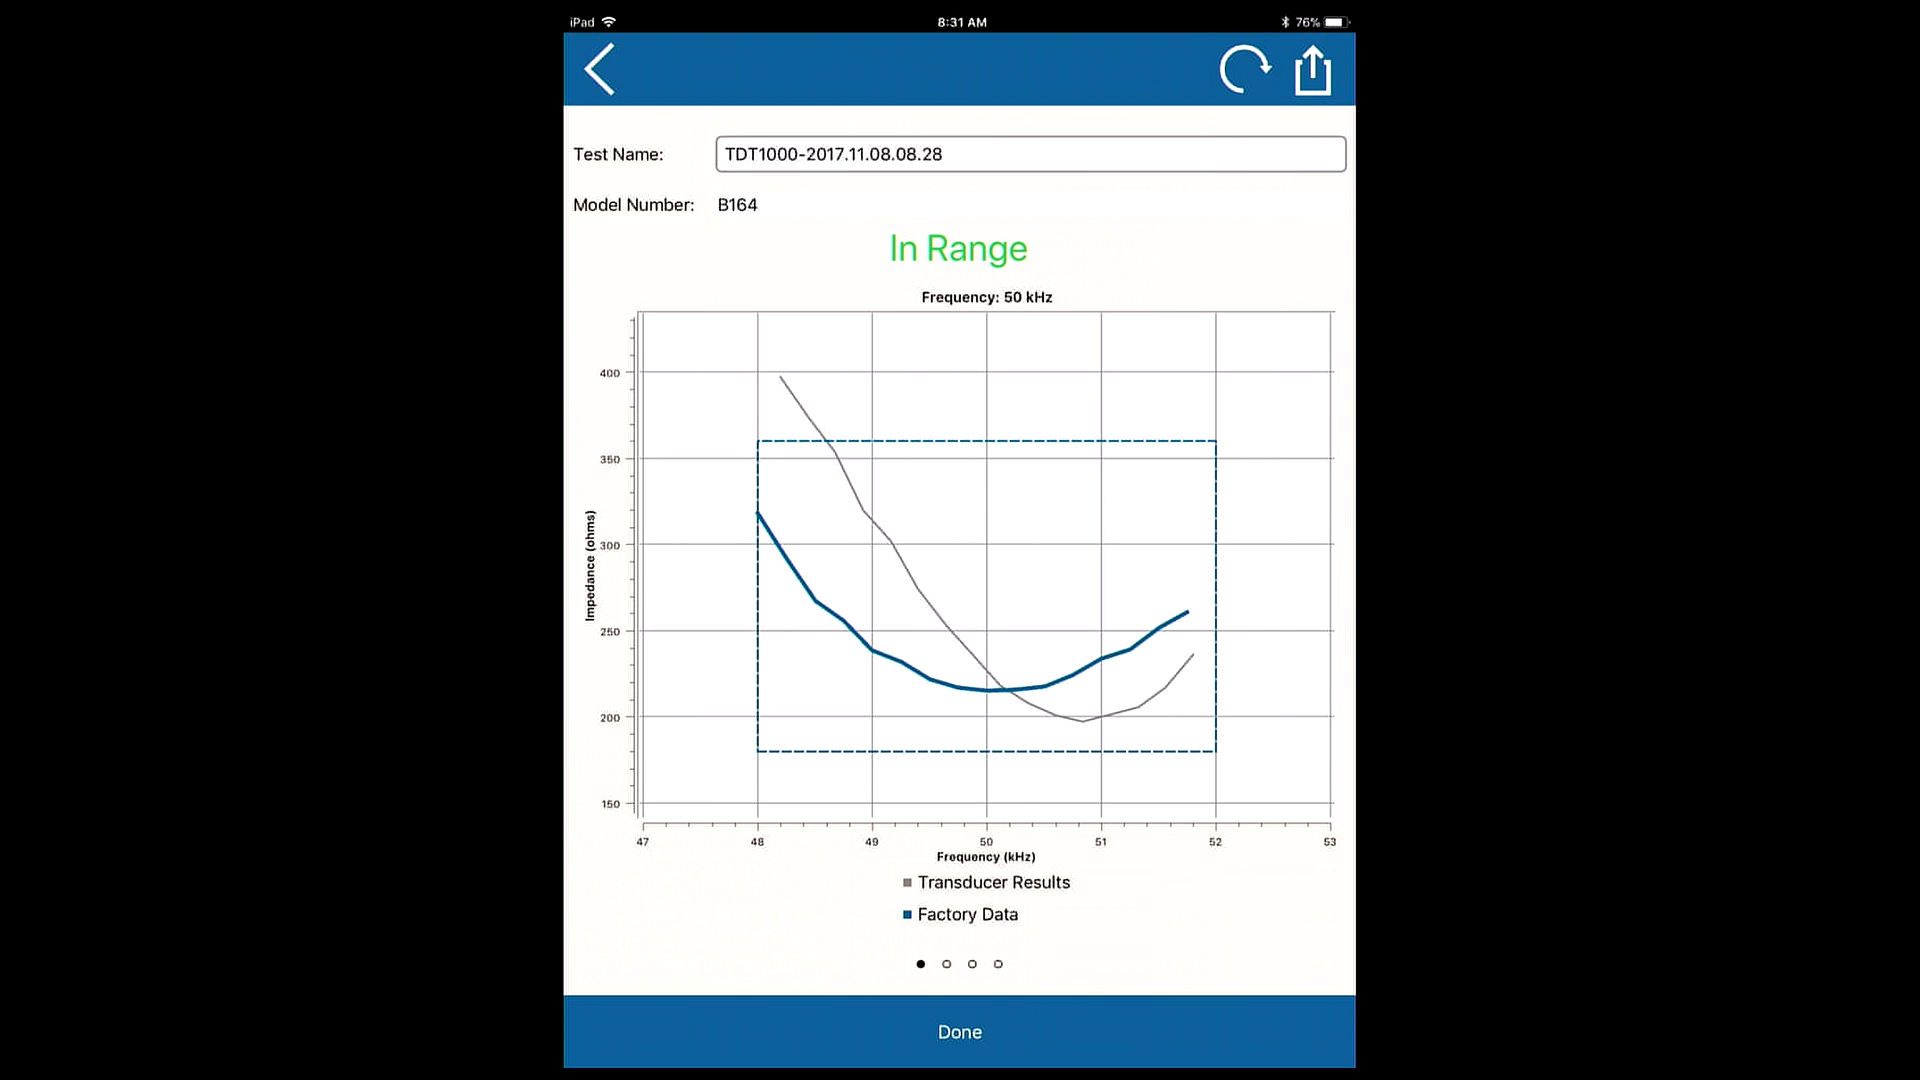 iPad 8:31 AM 76%
Test Name: TDT1000-2017.11.08.08.28
Model Number: B164
In Range
Frequency: 50 kHz
400
350
300
250
200
150
Impedance (ohms)
47 48 49 50 51 52 53
Frequency (kHz)
Transducer Results
Factory Data
Done